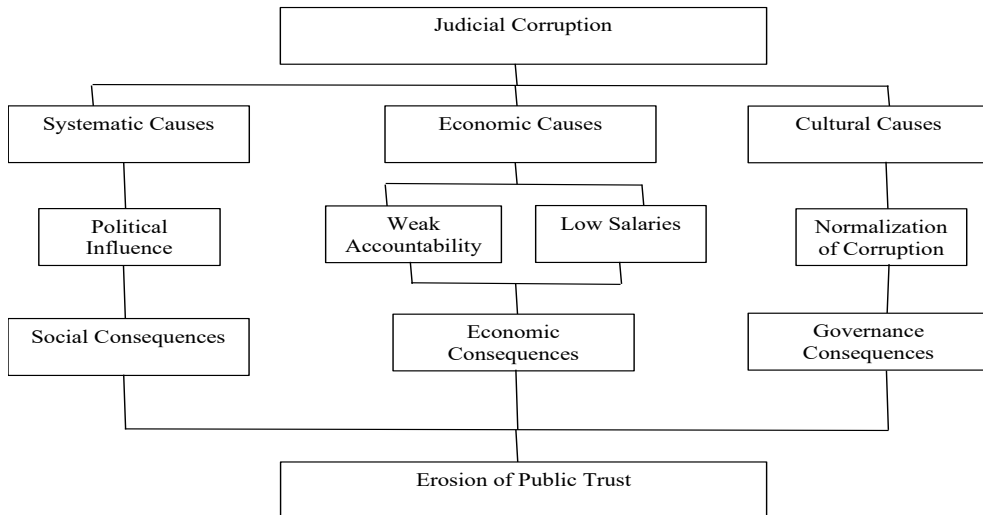 Judicial Corruption
Systematic Causes
Economic Causes
Cultural Causes
Political
Influence
Weak
Accountability
Low Salaries
Normalization
of Corruption
Social Consequences
Economic
Consequences
Governance
Consequences
Erosion of Public Trust